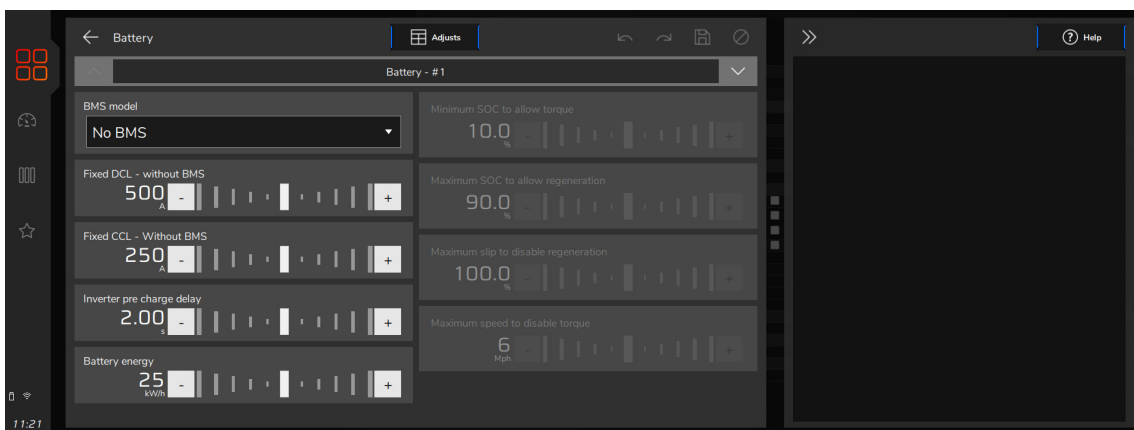 Battery
Adjusts
Help
Battery - #1
BMS model
No BMS
Fixed DCL - without BMS
500
A
-
+
Fixed CCL - Without BMS
250
A
-
+
Inverter pre charge delay
2.00
s
-
+
Battery energy
25
kW/h
-
+
Minimum SOC to allow torque
10.0
%
-
+
Maximum SOC to allow regeneration
90.0
%
-
+
Maximum slip to disable regeneration
100.0
%
-
+
Maximum speed to disable torque
6
Mph
-
+
11:21